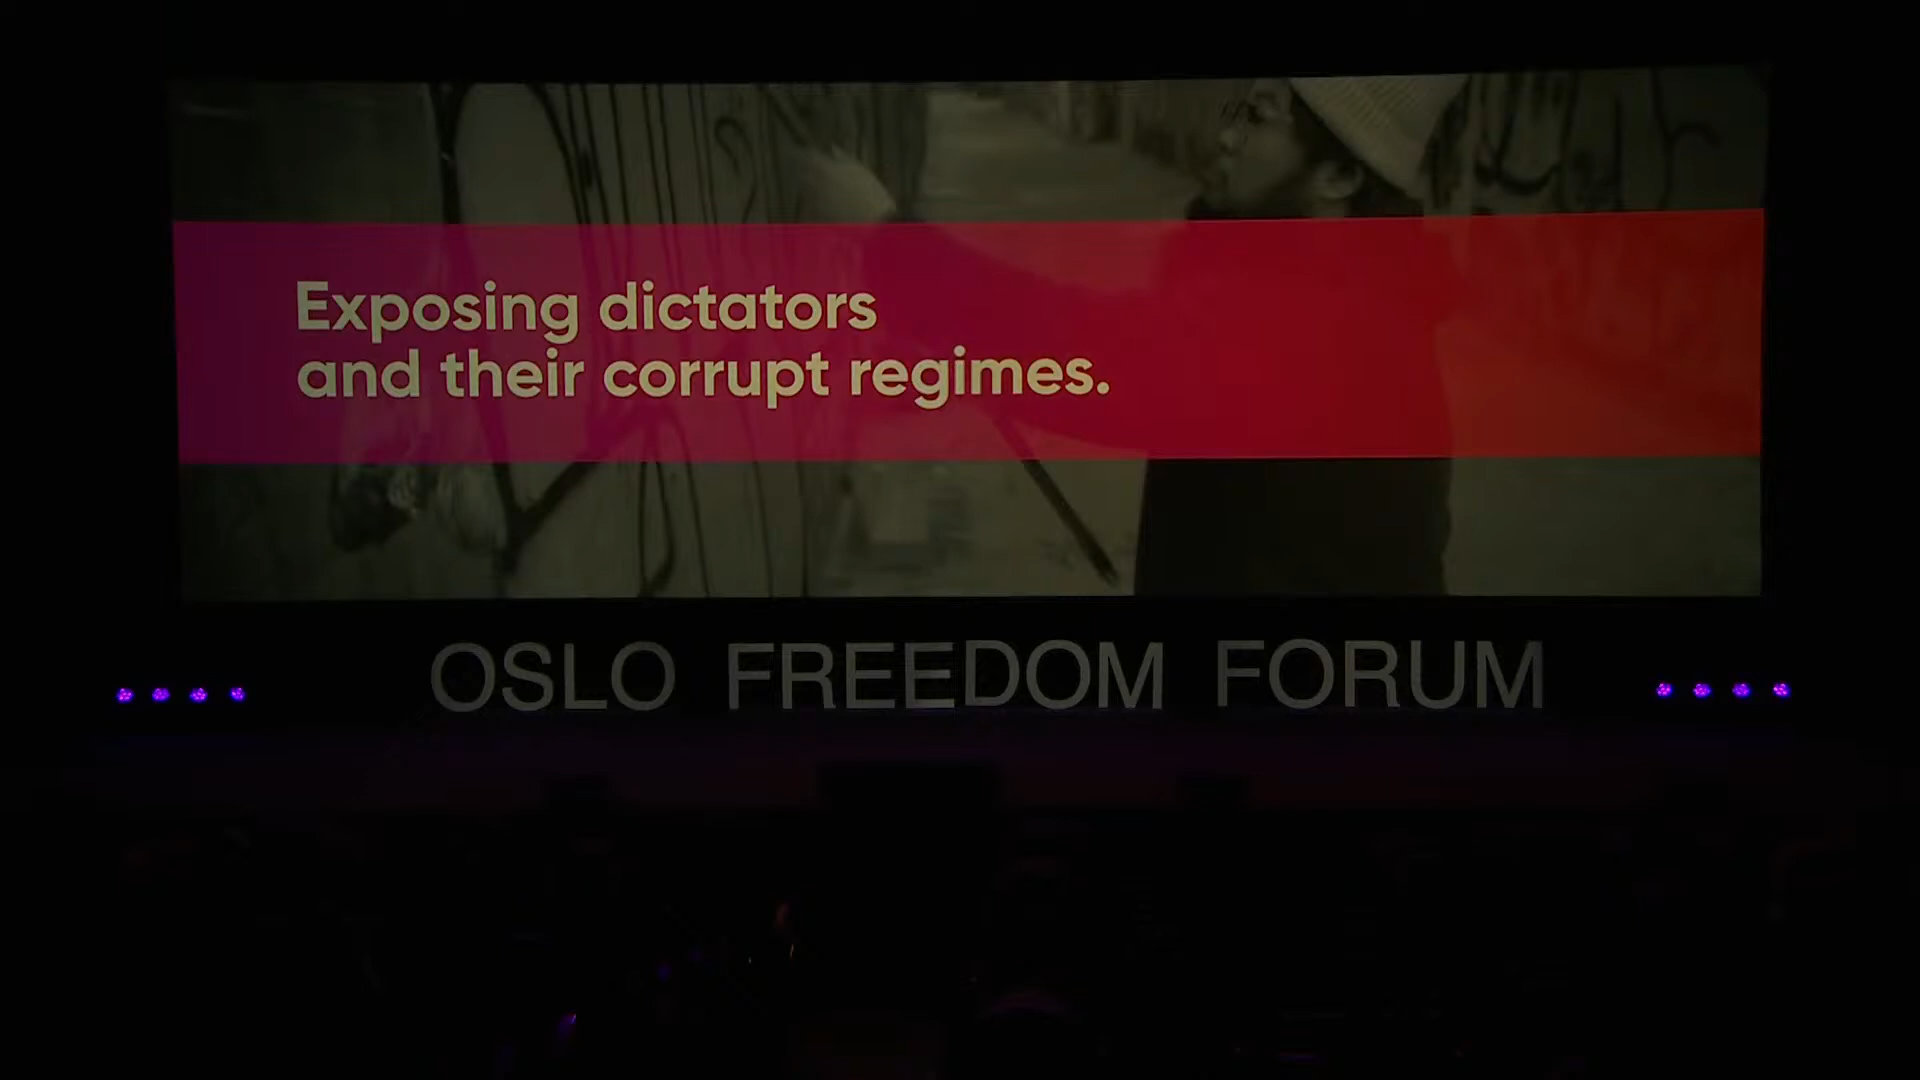 Exposing dictators
and their corrupt regimes.
OSLO FREEDOM FORUM